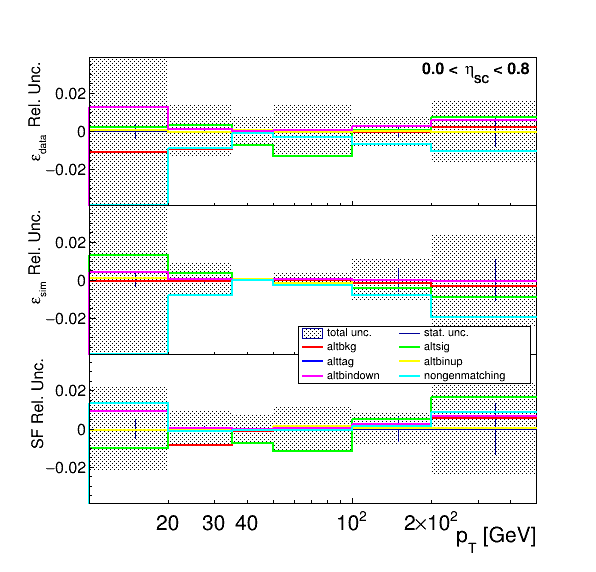 0.0 < ηSC < 0.8
εdata Rel. Unc.
0.02
0
−0.02
εsim Rel. Unc.
0.02
0
−0.02
total unc. stat. unc.
altbkg altsig
alttag altbinup
altbindown nongenmatching
SF Rel. Unc.
0.02
0
−0.02
20 30 40 10² 2×10²
pT [GeV]